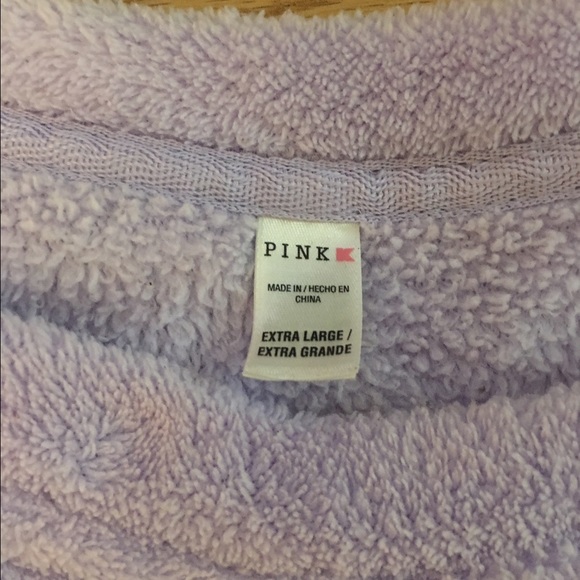 PINK
MADE IN / HECHO EN
CHINA
EXTRA LARGE /
EXTRA GRANDE